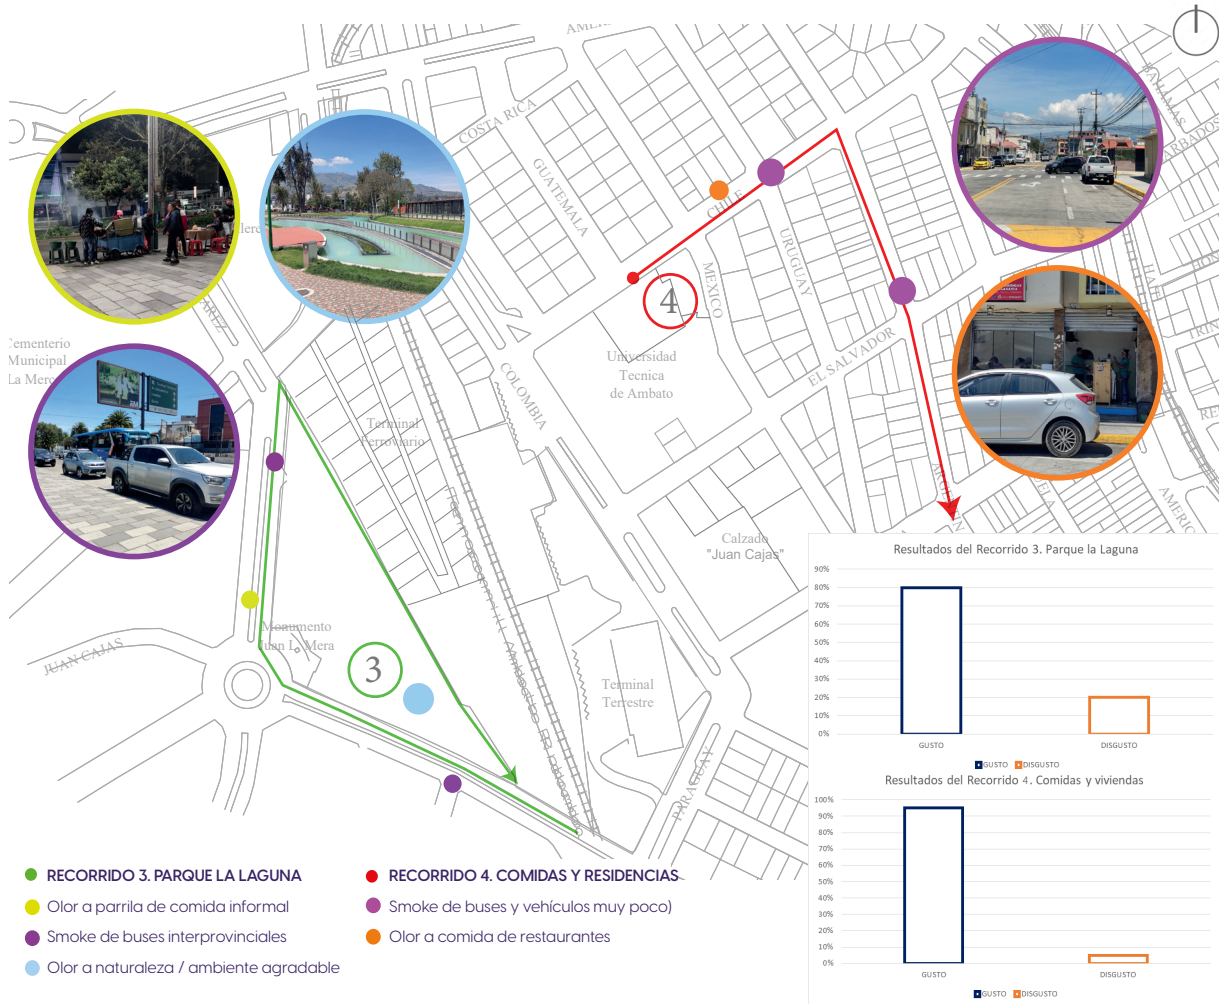 COSTA RICA
GUATEMALA
CHILE
URUGUAY
MEXICO
4
EL SALVADOR
Universidad
Tecnica
de Ambato
COLOMBIA
Municipal
Terminal
Ferroviario
Calzado
"Juan Cajas"
Monumento
Juan L. Mera
JUAN CAJAS
3
Terminal
Terrestre
PARAGUAY
BAHAMAS
Resultados del Recorrido 3. Parque la Laguna
90%
80%
70%
60%
50%
40%
30%
20%
10%
0%
GUSTO DISGUSTO
GUSTO DISGUSTO
Resultados del Recorrido 4. Comidas y viviendas
100%
90%
80%
70%
60%
50%
40%
30%
20%
10%
0%
GUSTO DISGUSTO
GUSTO DISGUSTO
RECORRIDO 3. PARQUE LA LAGUNA
Olor a parrila de comida informal
Smoke de buses interprovinciales
Olor a naturaleza / ambiente agradable
RECORRIDO 4. COMIDAS Y RESIDENCIAS
Smoke de buses y vehículos muy poco)
Olor a comida de restaurantes